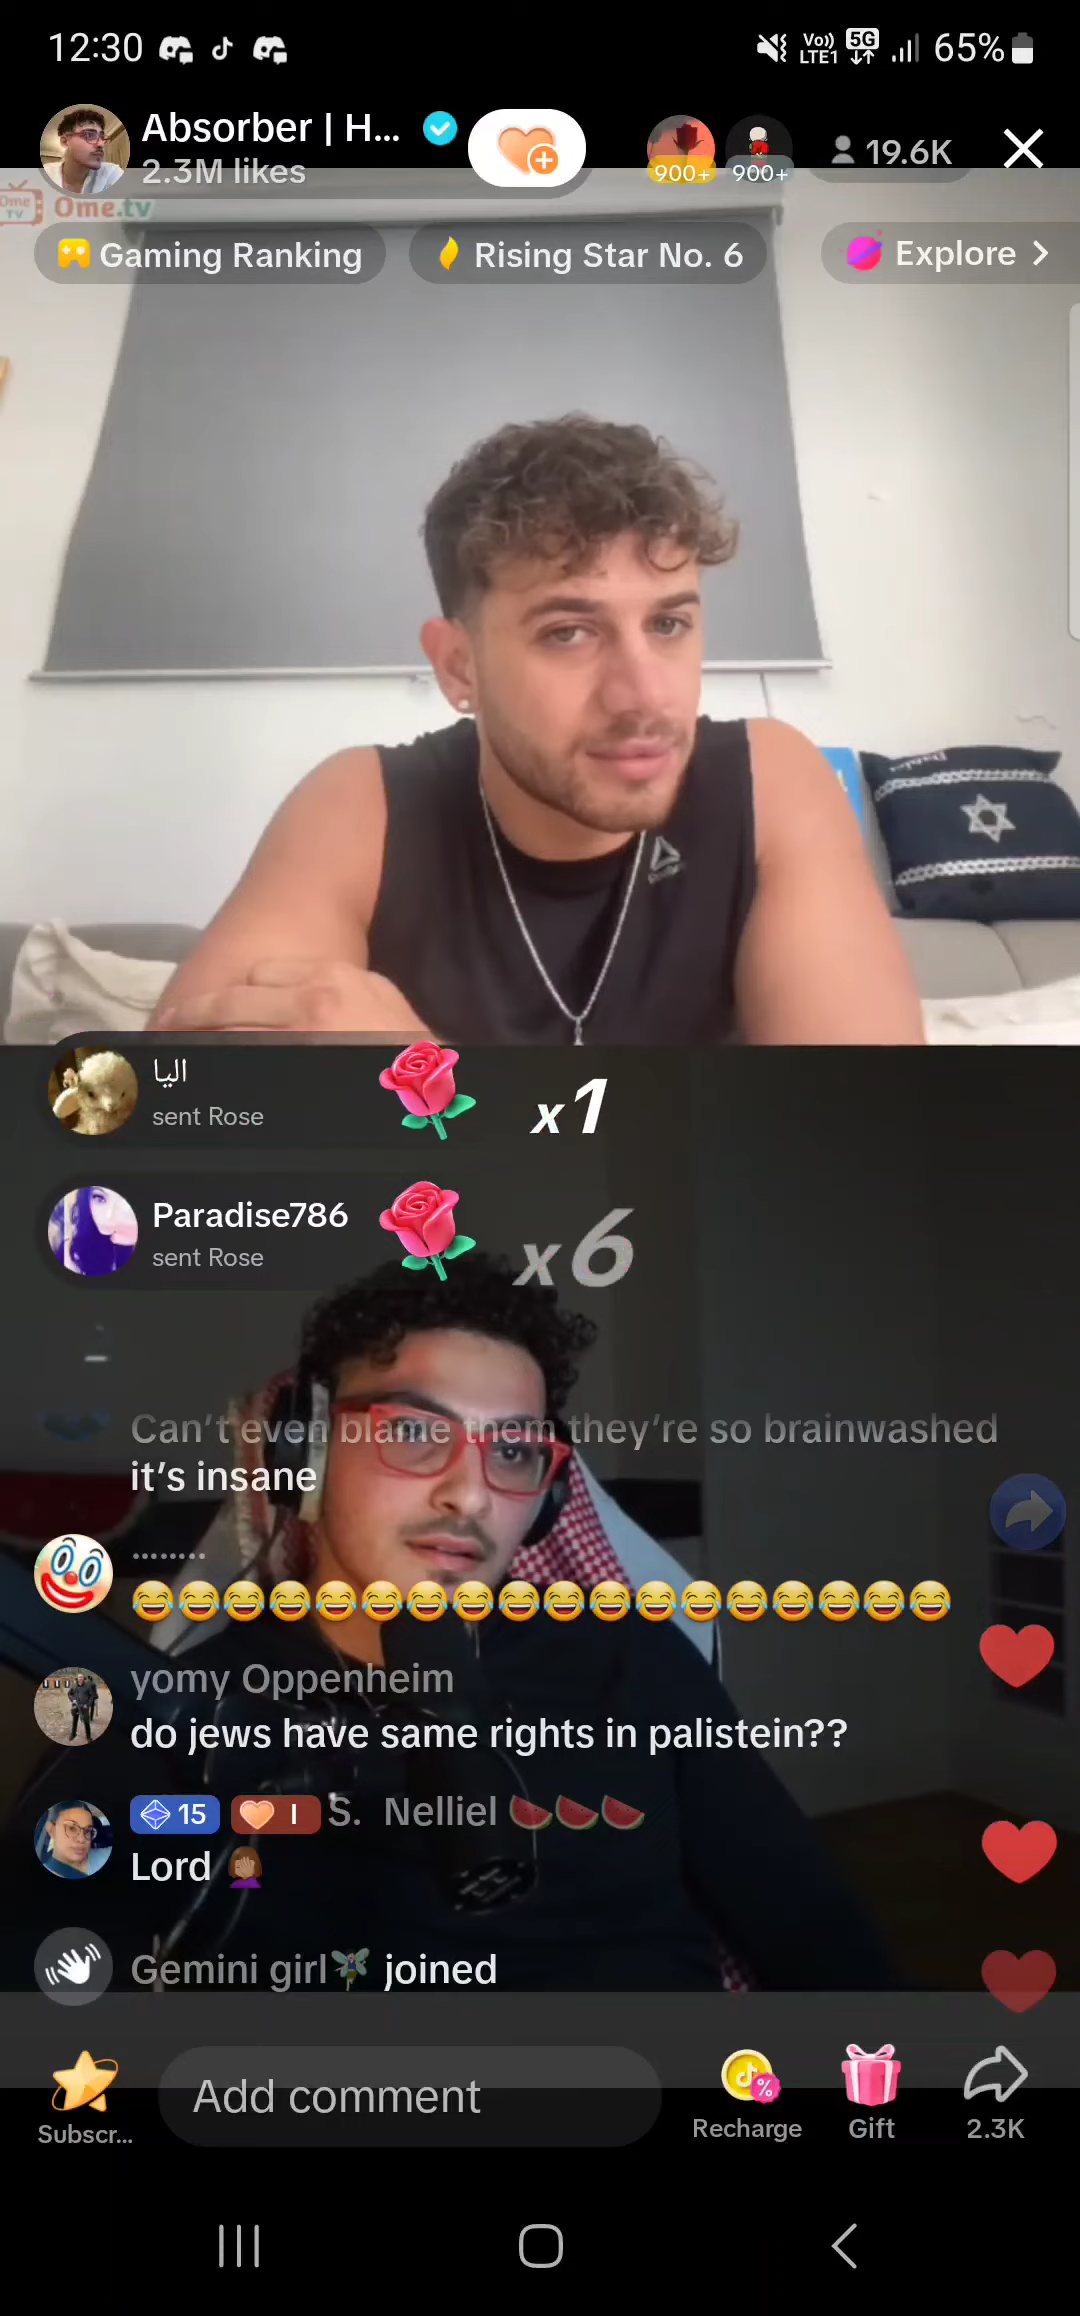 12:30
Vo))
LTE1
5G
65%
Absorber | H...
2.3M likes
900+
900+
19.6K
Ome
TV
Ome.tv
Gaming Ranking
Rising Star No. 6
Explore >
اليا
sent Rose
x1
Paradise786
sent Rose
x6
Can't even blame them they're so brainwashed
it's insane
........
😂😂😂😂😂😂😂😂😂😂😂😂😂😂😂😂😂😂
yomy Oppenheim
do jews have same rights in palistein??
15
I
S. Nelliel 🍉🍉🍉
Lord 🤦🏽‍♀️
Gemini girl🧚 joined
Subscr...
Add comment
Recharge
Gift
2.3K